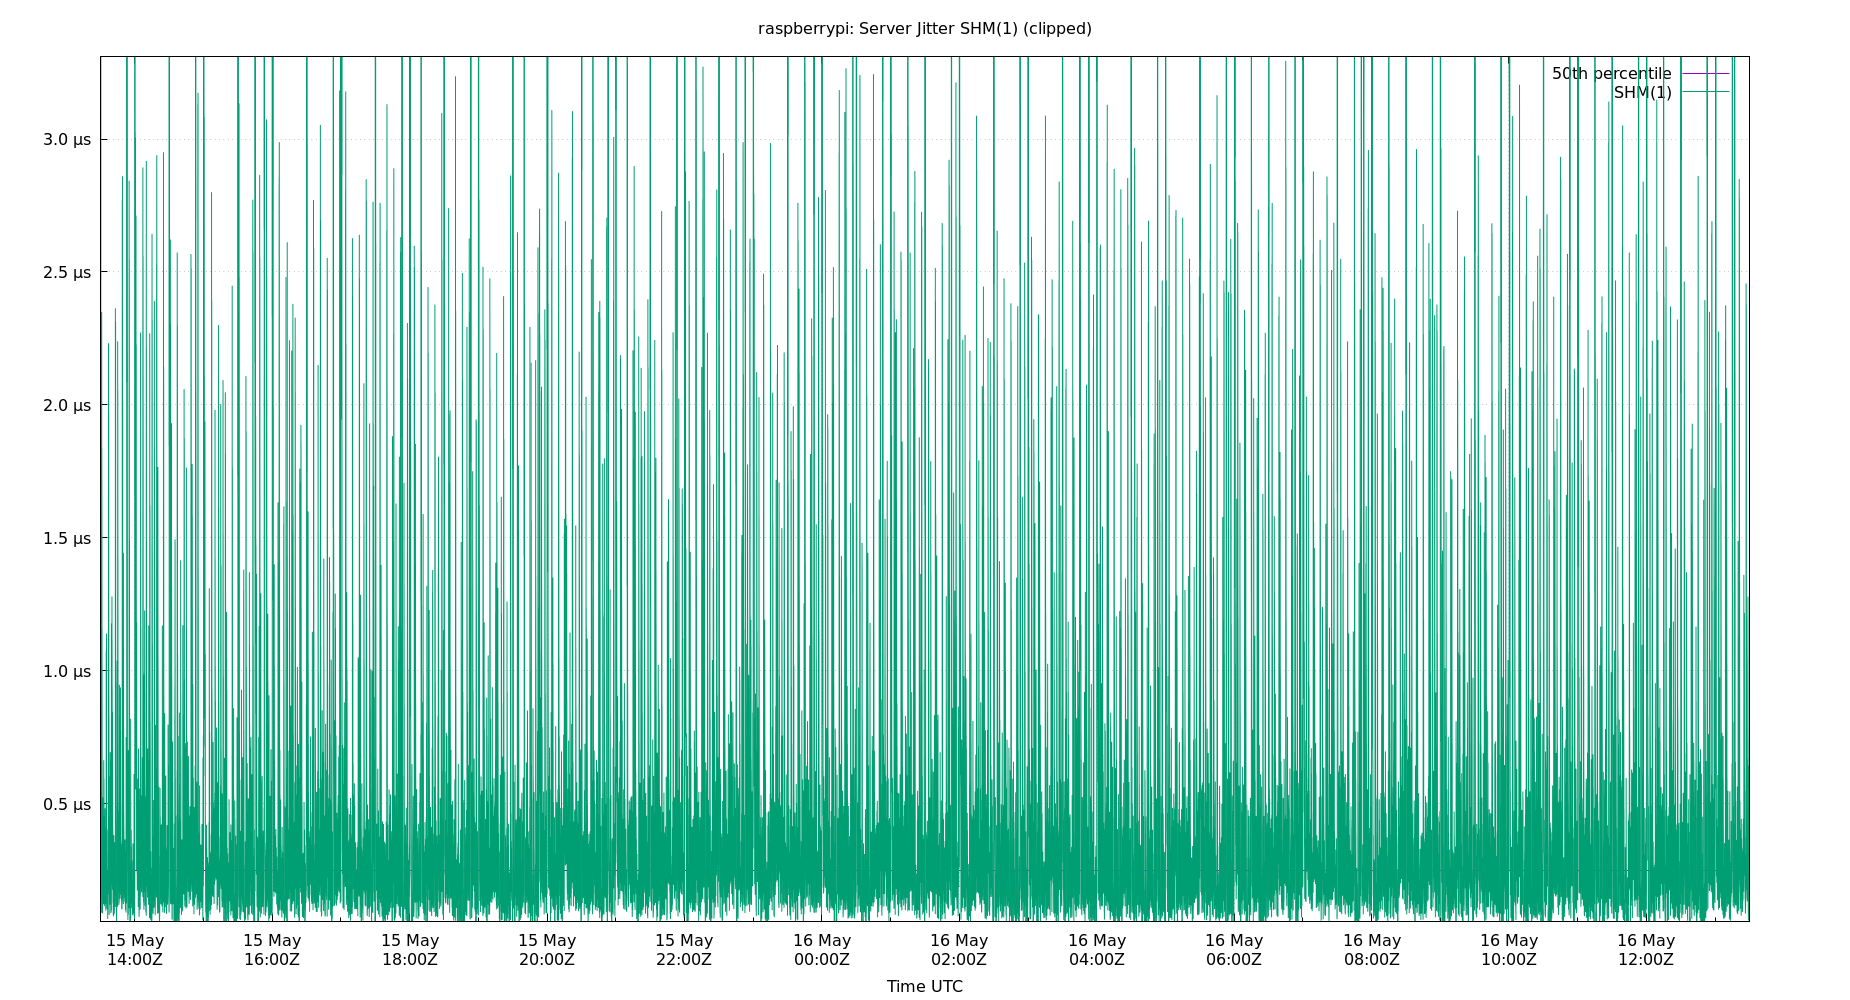 raspberrypi: Server Jitter SHM(1) (clipped)
50th percentile
SHM(1)
3.0 µs
2.5 µs
2.0 µs
1.5 µs
1.0 µs
0.5 µs
15 May 15 May 15 May 15 May 15 May 16 May 16 May 16 May 16 May 16 May 16 May 16 May
14:00Z 16:00Z 18:00Z 20:00Z 22:00Z 00:00Z 02:00Z 04:00Z 06:00Z 08:00Z 10:00Z 12:00Z
Time UTC